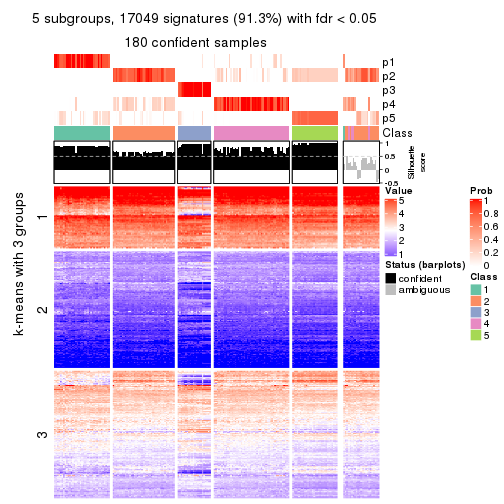 5 subgroups, 17049 signatures (91.3%) with fdr < 0.05
180 confident samples
p1
p2
p3
p4
p5
Class
1
0.5
0
-0.5
Silhouette
score
k-means with 3 groups
1
2
3
Value
5
4
3
2
1
Status (barplots)
confident
ambiguous
Prob
1
0.8
0.6
0.4
0.2
0
Class
1
2
3
4
5